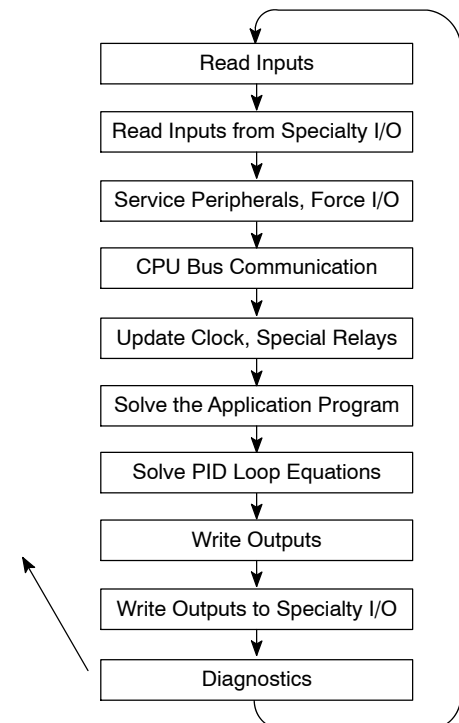 Read Inputs
Read Inputs from Specialty I/O
Service Peripherals, Force I/O
CPU Bus Communication
Update Clock, Special Relays
Solve the Application Program
Solve PID Loop Equations
Write Outputs
Write Outputs to Specialty I/O
Diagnostics